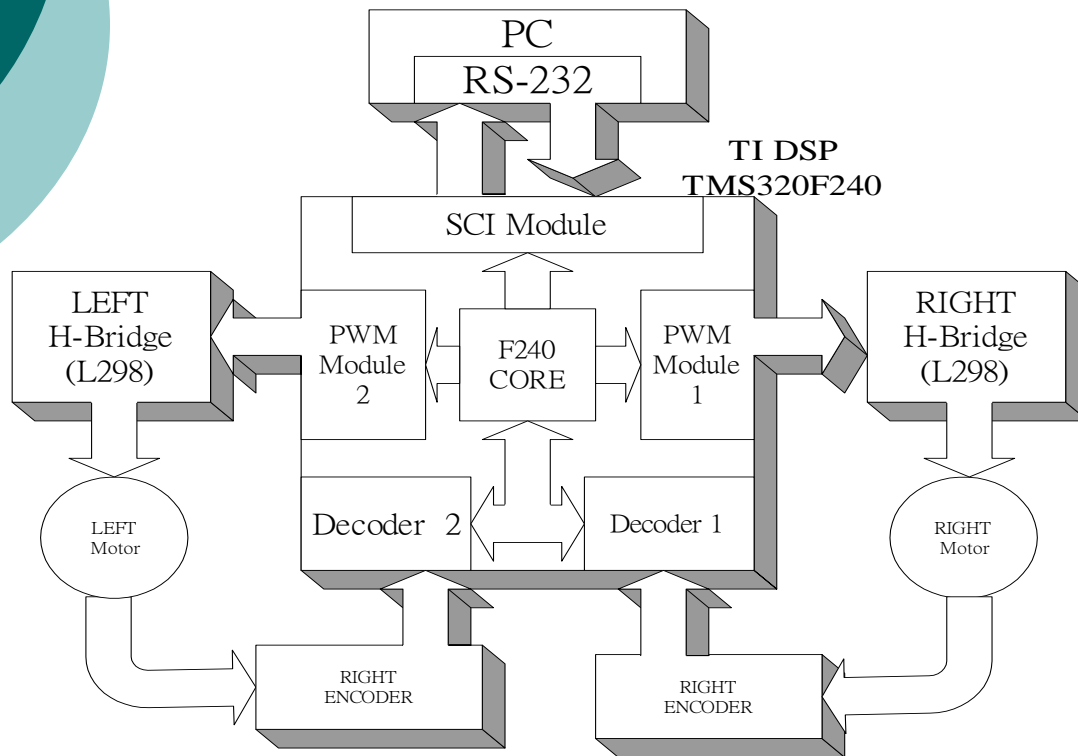 PC
RS-232
TI DSP
TMS320F240
SCI Module
LEFT
H-Bridge
(L298)
PWM
Module
2
F240
CORE
PWM
Module
1
RIGHT
H-Bridge
(L298)
LEFT
Motor
Decoder 2
Decoder 1
RIGHT
Motor
RIGHT
ENCODER
RIGHT
ENCODER